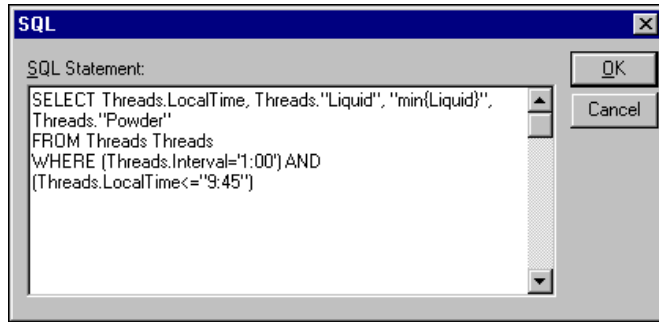 SQL
SQL Statement:
OK
SELECT Threads.LocalTime, Threads."Liquid", "min{Liquid}",
Threads."Powder"
Cancel
FROM Threads Threads
WHERE (Threads.Interval='1:00') AND
(Threads.LocalTime<="9:45")